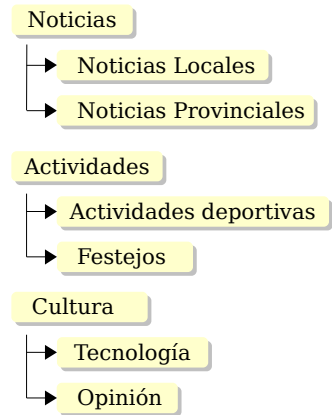 Noticias
Noticias Locales
Noticias Provinciales
Actividades
Actividades deportivas
Festejos
Cultura
Tecnología
Opinión